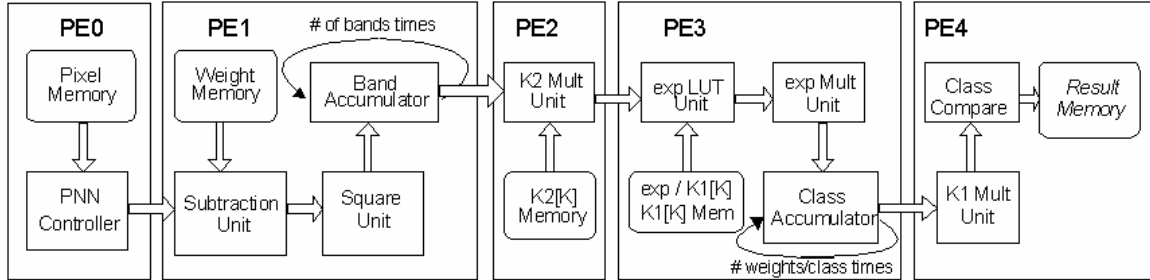 PE0
Pixel
Memory
PNN
Controller
PE1
# of bands times
Weight
Memory
Band
Accumulator
Subtraction
Unit
Square
Unit
PE2
K2 Mult
Unit
K2[K]
Memory
PE3
exp LUT
Unit
exp Mult
Unit
exp / K1[K]
K1[K] Mem
Class
Accumulator
# weights/class times
PE4
Class
Compare
Result
Memory
K1 Mult
Unit